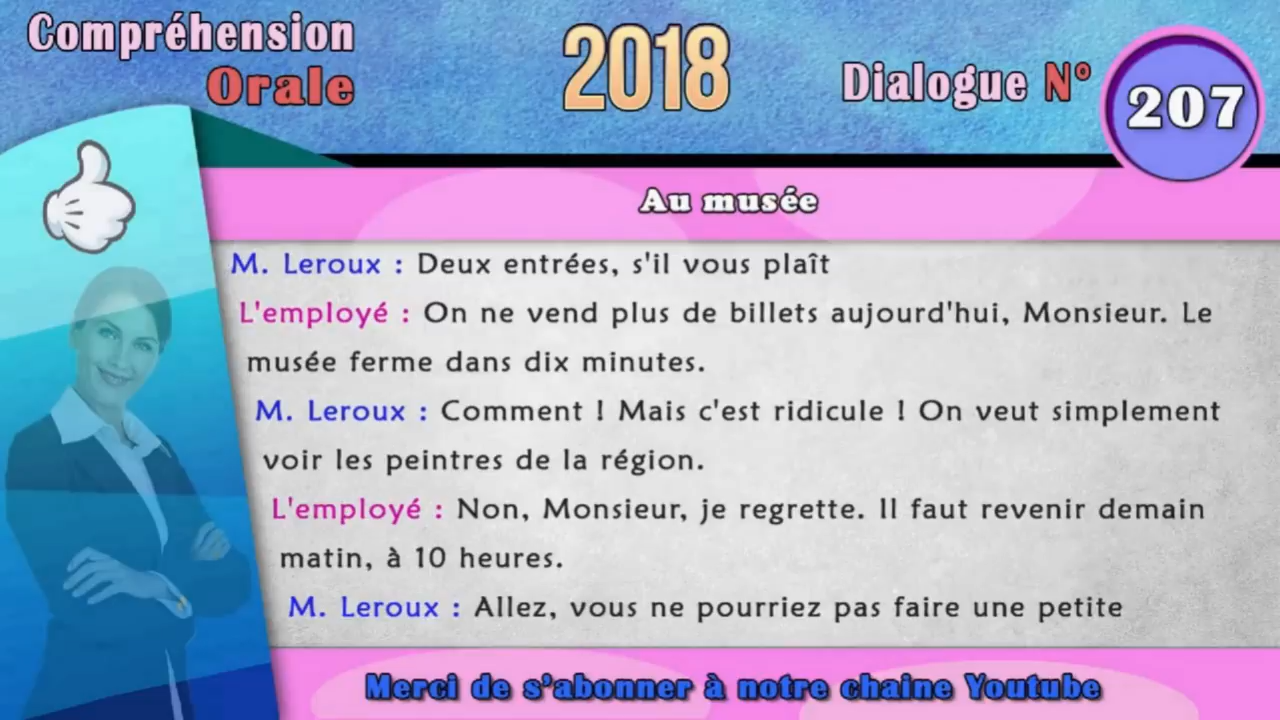 Compréhension
Orale
2018
Dialogue N°
207
Au musée
M. Leroux : Deux entrées, s'il vous plaît
L'employé : On ne vend plus de billets aujourd'hui, Monsieur. Le
musée ferme dans dix minutes.
M. Leroux : Comment ! Mais c'est ridicule ! On veut simplement
voir les peintres de la région.
L'employé : Non, Monsieur, je regrette. Il faut revenir demain
matin, à 10 heures.
M. Leroux : Allez, vous ne pourriez pas faire une petite
Merci de s'abonner à notre chaine Youtube